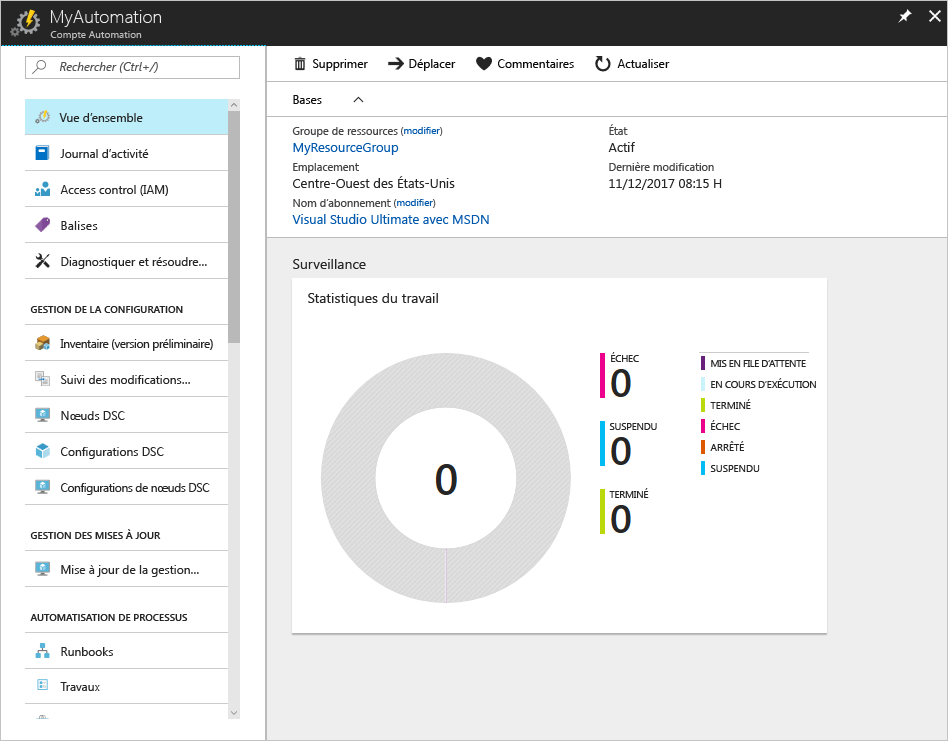 MyAutomation
Compte Automation
Rechercher (Ctrl+/)
Vue d'ensemble
Journal d'activité
Access control (IAM)
Balises
Diagnostiquer et résoudre...
GESTION DE LA CONFIGURATION
Inventaire (version préliminaire)
Suivi des modifications...
Nœuds DSC
Configurations DSC
Configurations de nœuds DSC
GESTION DES MISES À JOUR
Mise à jour de la gestion...
AUTOMATISATION DE PROCESSUS
Runbooks
Travaux
Supprimer Déplacer Commentaires Actualiser
Bases
Groupe de ressources (modifier)
MyResourceGroup
Emplacement
Centre-Ouest des États-Unis
Nom d'abonnement (modifier)
Visual Studio Ultimate avec MSDN
État
Actif
Dernière modification
11/12/2017 08:15 H
Surveillance
Statistiques du travail
0
ÉCHEC
0
SUSPENDU
0
TERMINÉ
0
MIS EN FILE D'ATTENTE
EN COURS D'EXÉCUTION
TERMINÉ
ÉCHEC
ARRÊTÉ
SUSPENDU